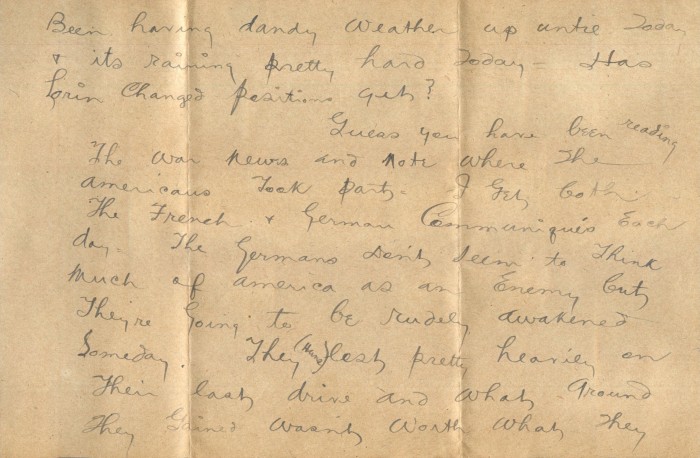 Been having dandy weather up untie Today
& its raining pretty hard Today - Has
Lorin Changed positions yet?
Guess you have been reading
The war News and Note where The
Americans Took part - I Get both
The French & German Communiqués Each
day - The Germans Don't Seem to Think
Much of America as an Enemy but
They're Going to be rudely awakened
Someday. They (Huns) lost pretty heavily on
Their last drive and what Ground
They Gained wasn't Worth What They